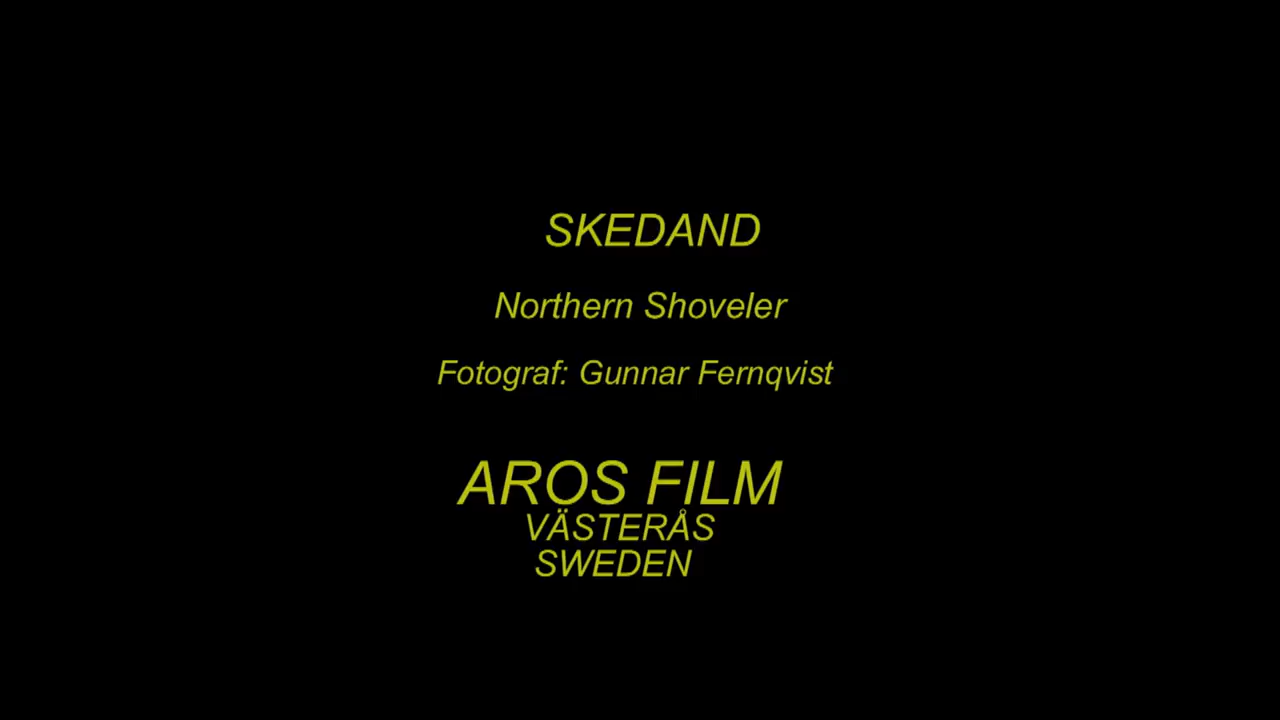 SKEDAND
Northern Shoveler
Fotograf: Gunnar Fernqvist
AROS FILM
VÄSTERÅS
SWEDEN